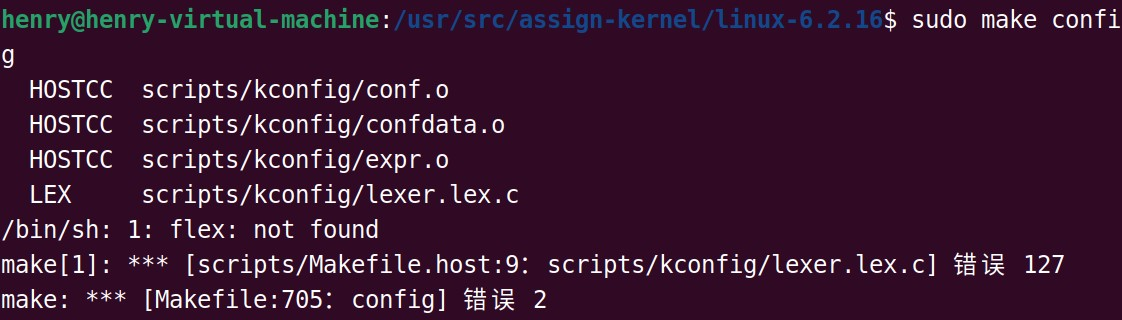 henry@henry-virtual-machine:/usr/src/assign-kernel/linux-6.2.16$ sudo make confi
g
  HOSTCC  scripts/kconfig/conf.o
  HOSTCC  scripts/kconfig/confdata.o
  HOSTCC  scripts/kconfig/expr.o
  LEX     scripts/kconfig/lexer.lex.c
/bin/sh: 1: flex: not found
make[1]: *** [scripts/Makefile.host:9：scripts/kconfig/lexer.lex.c] 错误 127
make: *** [Makefile:705：config] 错误 2